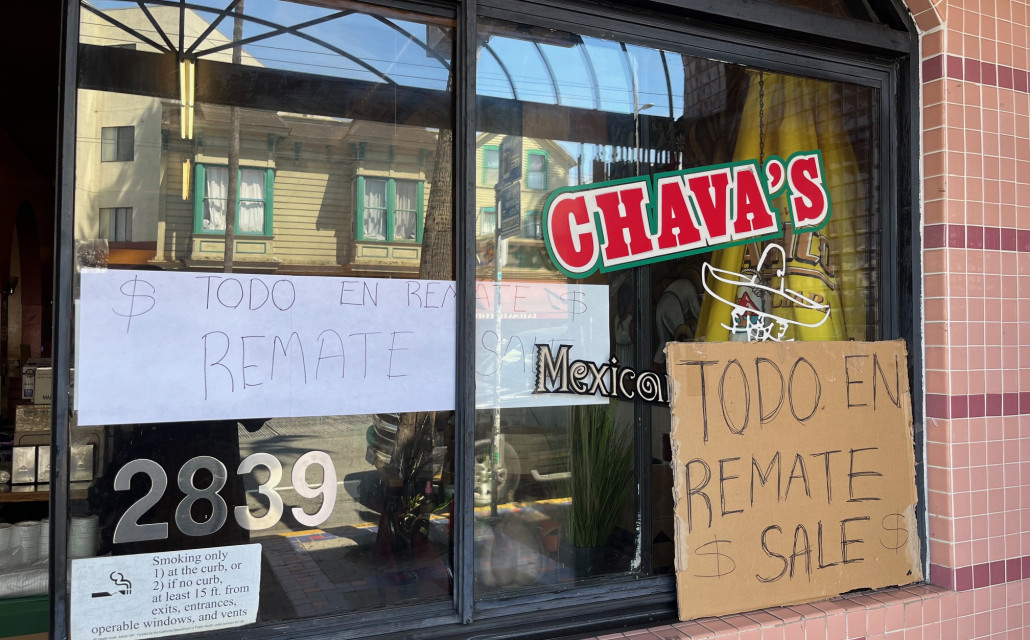 CHAVA'S
$ TODO EN REMATE $
REMATE SALE
Mexican
TODO EN
REMATE
$ SALE $
2839
Smoking only
1) at the curb, or
2) if no curb,
at least 15 ft. from
exits, entrances,
operable windows, and vents